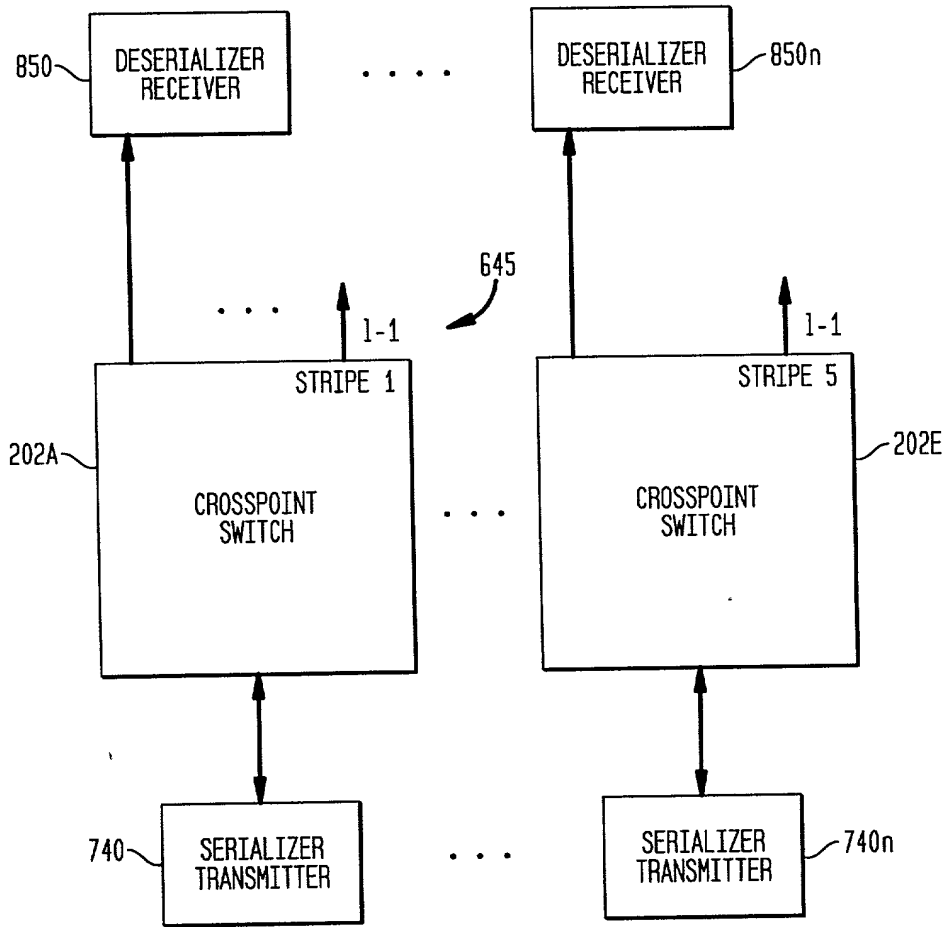 850
DESERIALIZER
RECEIVER
. . . .
DESERIALIZER
RECEIVER
850n
645
. . .
l-1
l-1
STRIPE 1
STRIPE 5
202A
202E
CROSSPOINT
SWITCH
. . .
CROSSPOINT
SWITCH
740
SERIALIZER
TRANSMITTER
. . .
SERIALIZER
TRANSMITTER
740n